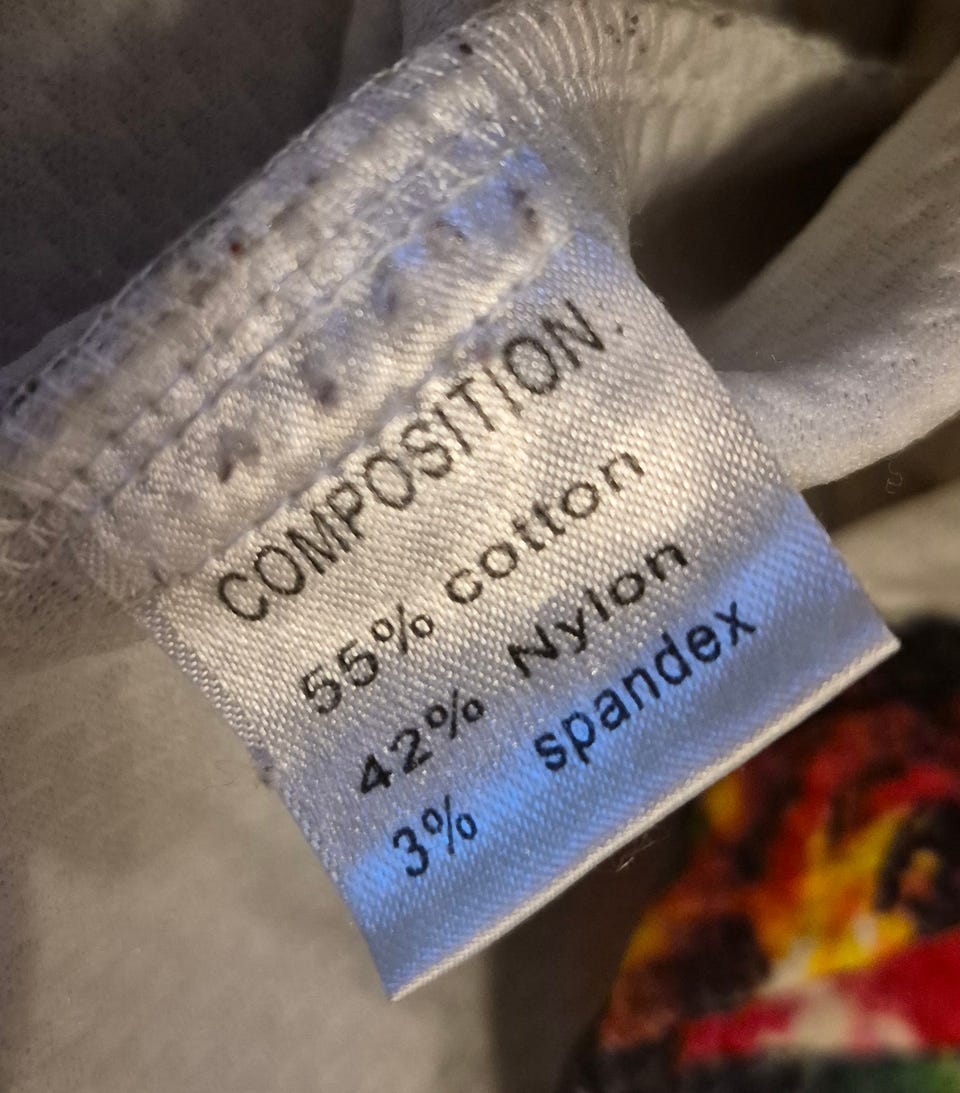 COMPOSITION.
55% cotton
42% Nylon
3% spandex